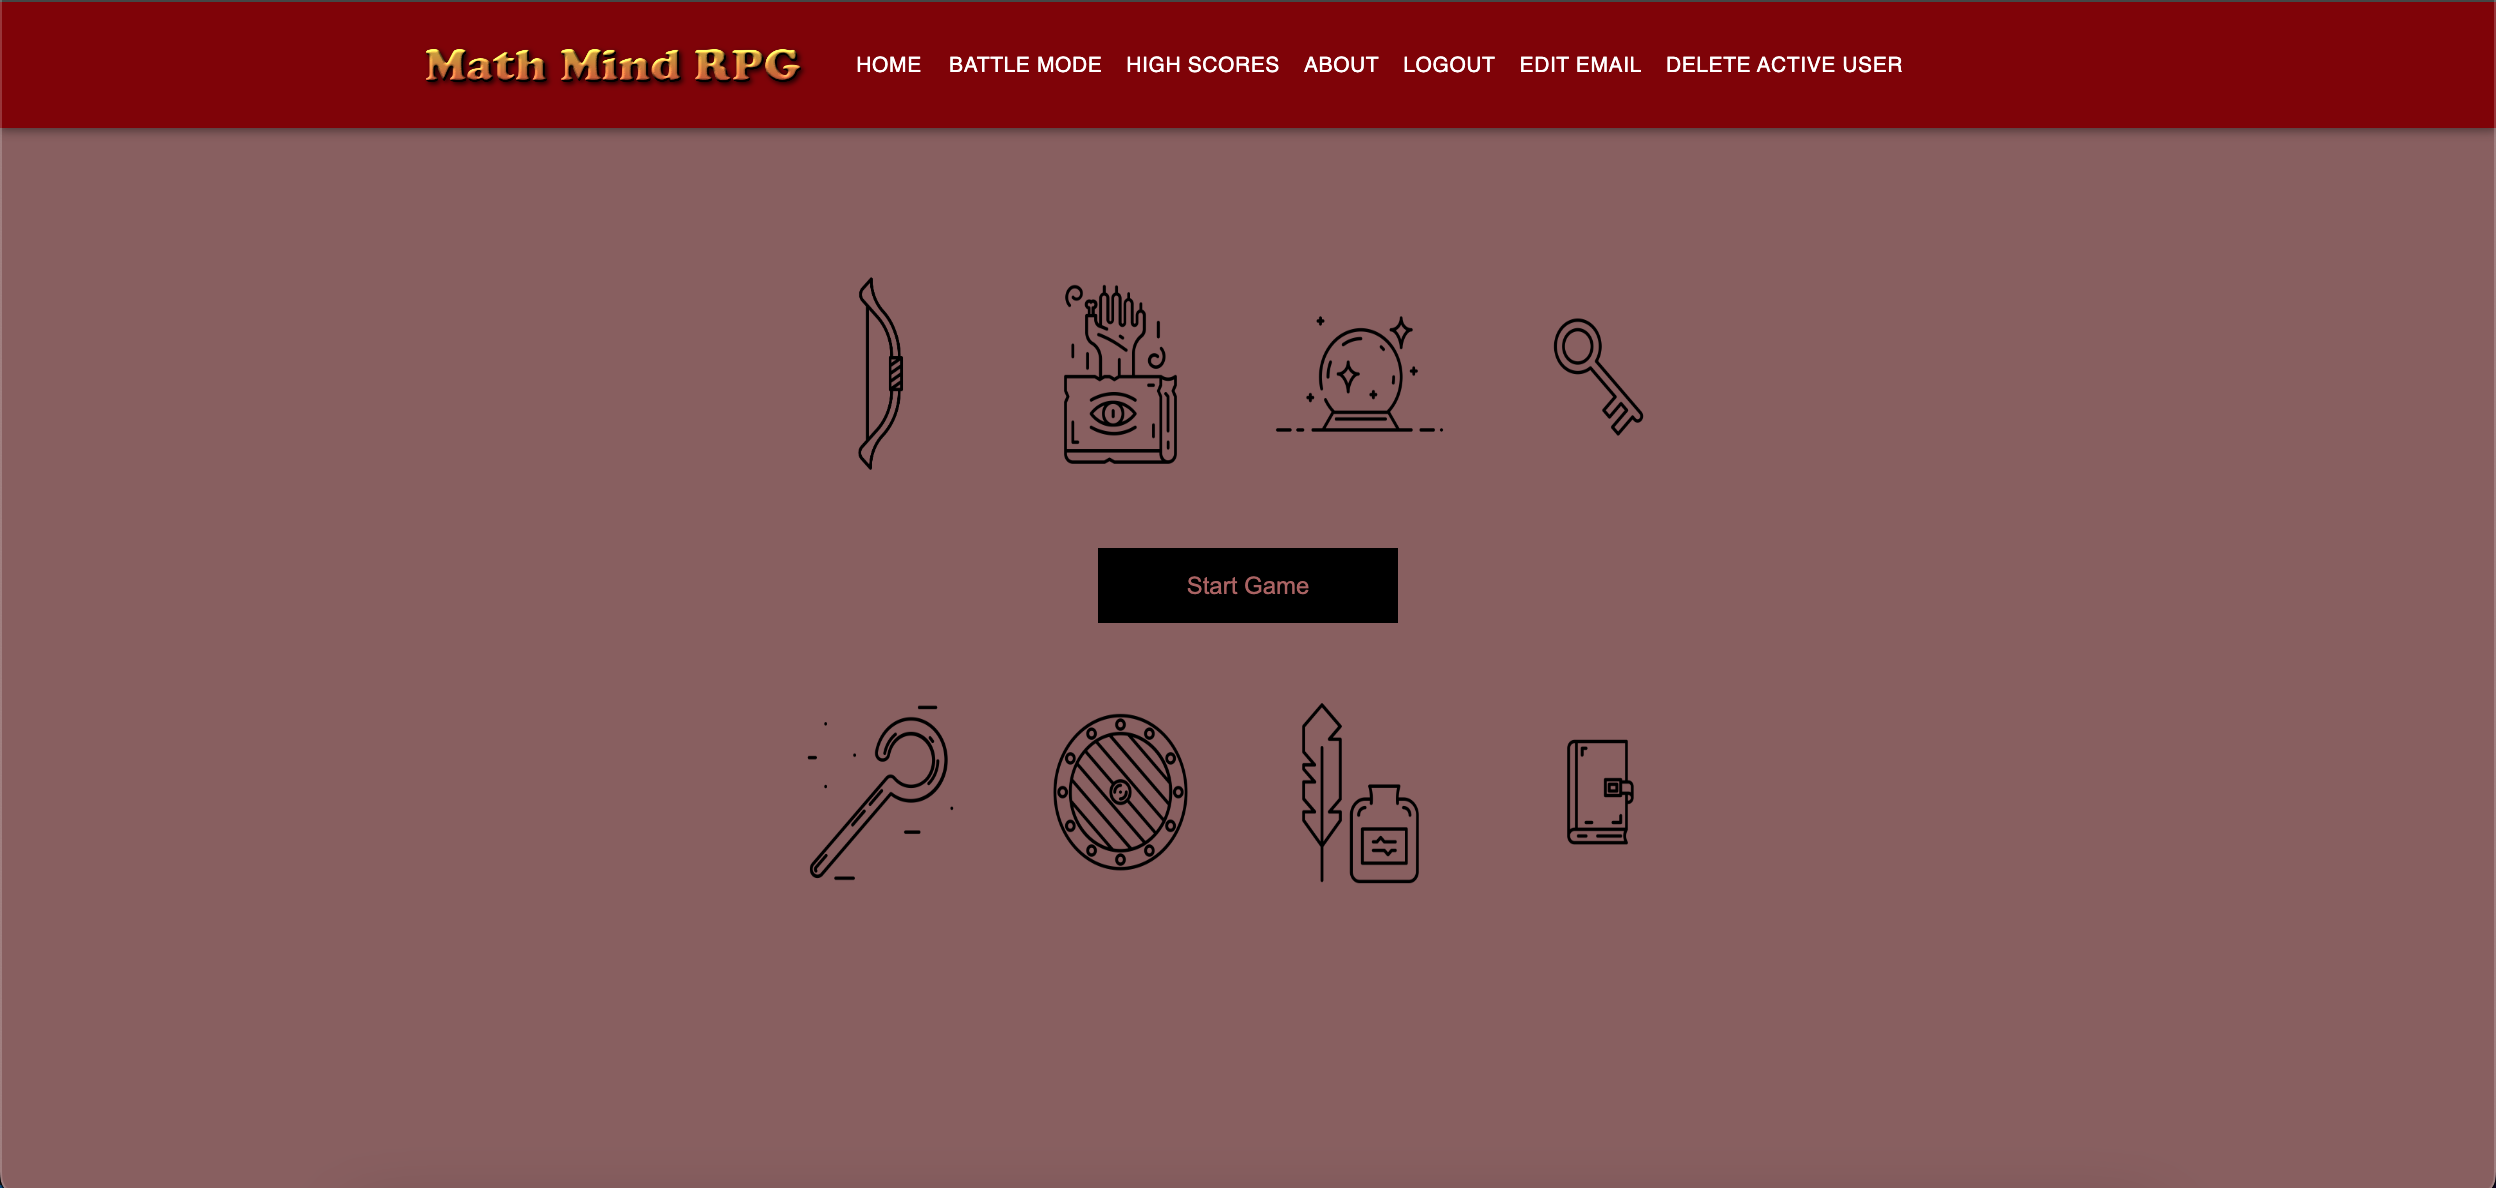 Math Mind RPG
HOME BATTLE MODE HIGH SCORES ABOUT LOGOUT EDIT EMAIL DELETE ACTIVE USER
Start Game